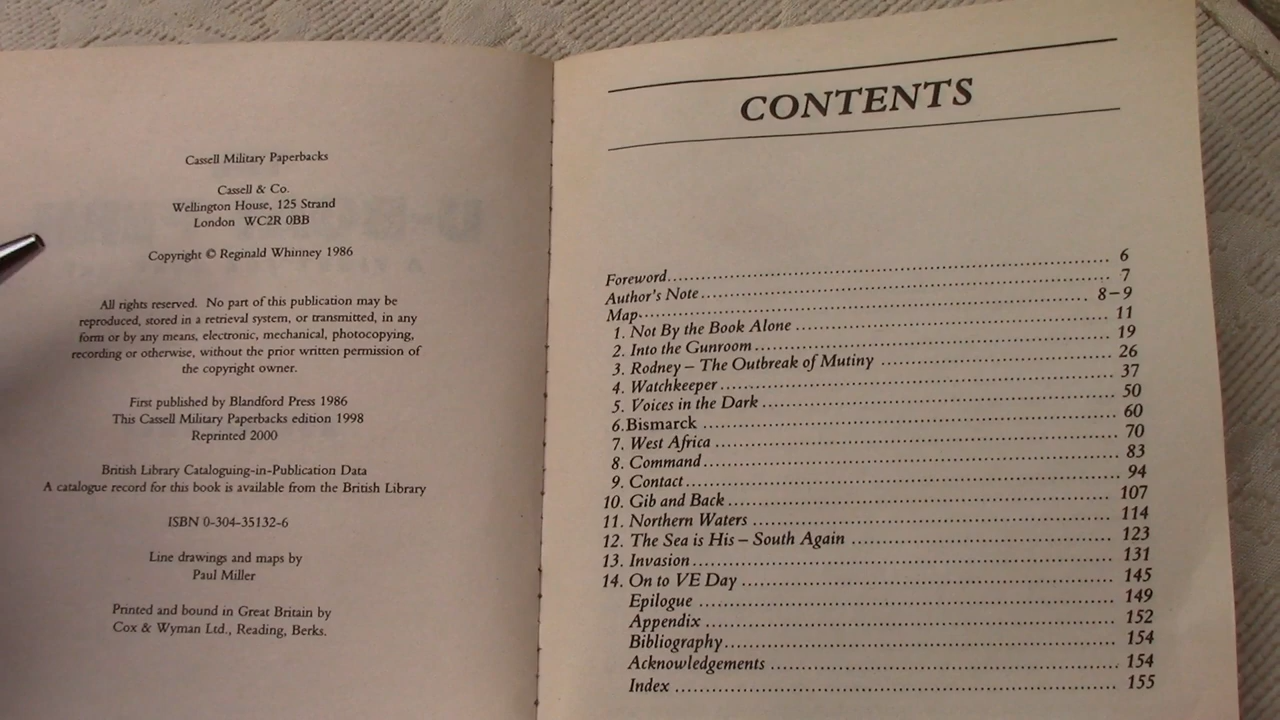 Cassell Military Paperbacks
Cassell & Co.
Wellington House, 125 Strand
London WC2R 0BB
Copyright © Reginald Whinney 1986
All rights reserved. No part of this publication may be
reproduced, stored in a retrieval system, or transmitted, in any
form or by any means, electronic, mechanical, photocopying,
recording or otherwise, without the prior written permission of
the copyright owner.
First published by Blandford Press 1986
This Cassell Military Paperbacks edition 1998
Reprinted 2000
British Library Cataloguing-in-Publication Data
A catalogue record for this book is available from the British Library
ISBN 0-304-35132-6
Line drawings and maps by
Paul Miller
Printed and bound in Great Britain by
Cox & Wyman Ltd., Reading, Berks.
CONTENTS
Foreword 6
Author's Note 7
Map 8–9
1. Not By the Book Alone 11
2. Into the Gunroom 19
3. Rodney – The Outbreak of Mutiny 26
4. Watchkeeper 37
5. Voices in the Dark 50
6.Bismarck 60
7. West Africa 70
8. Command 83
9. Contact 94
10. Gib and Back 107
11. Northern Waters 114
12. The Sea is His – South Again 123
13. Invasion 131
14. On to VE Day 145
Epilogue 149
Appendix 152
Bibliography 154
Acknowledgements 154
Index 155